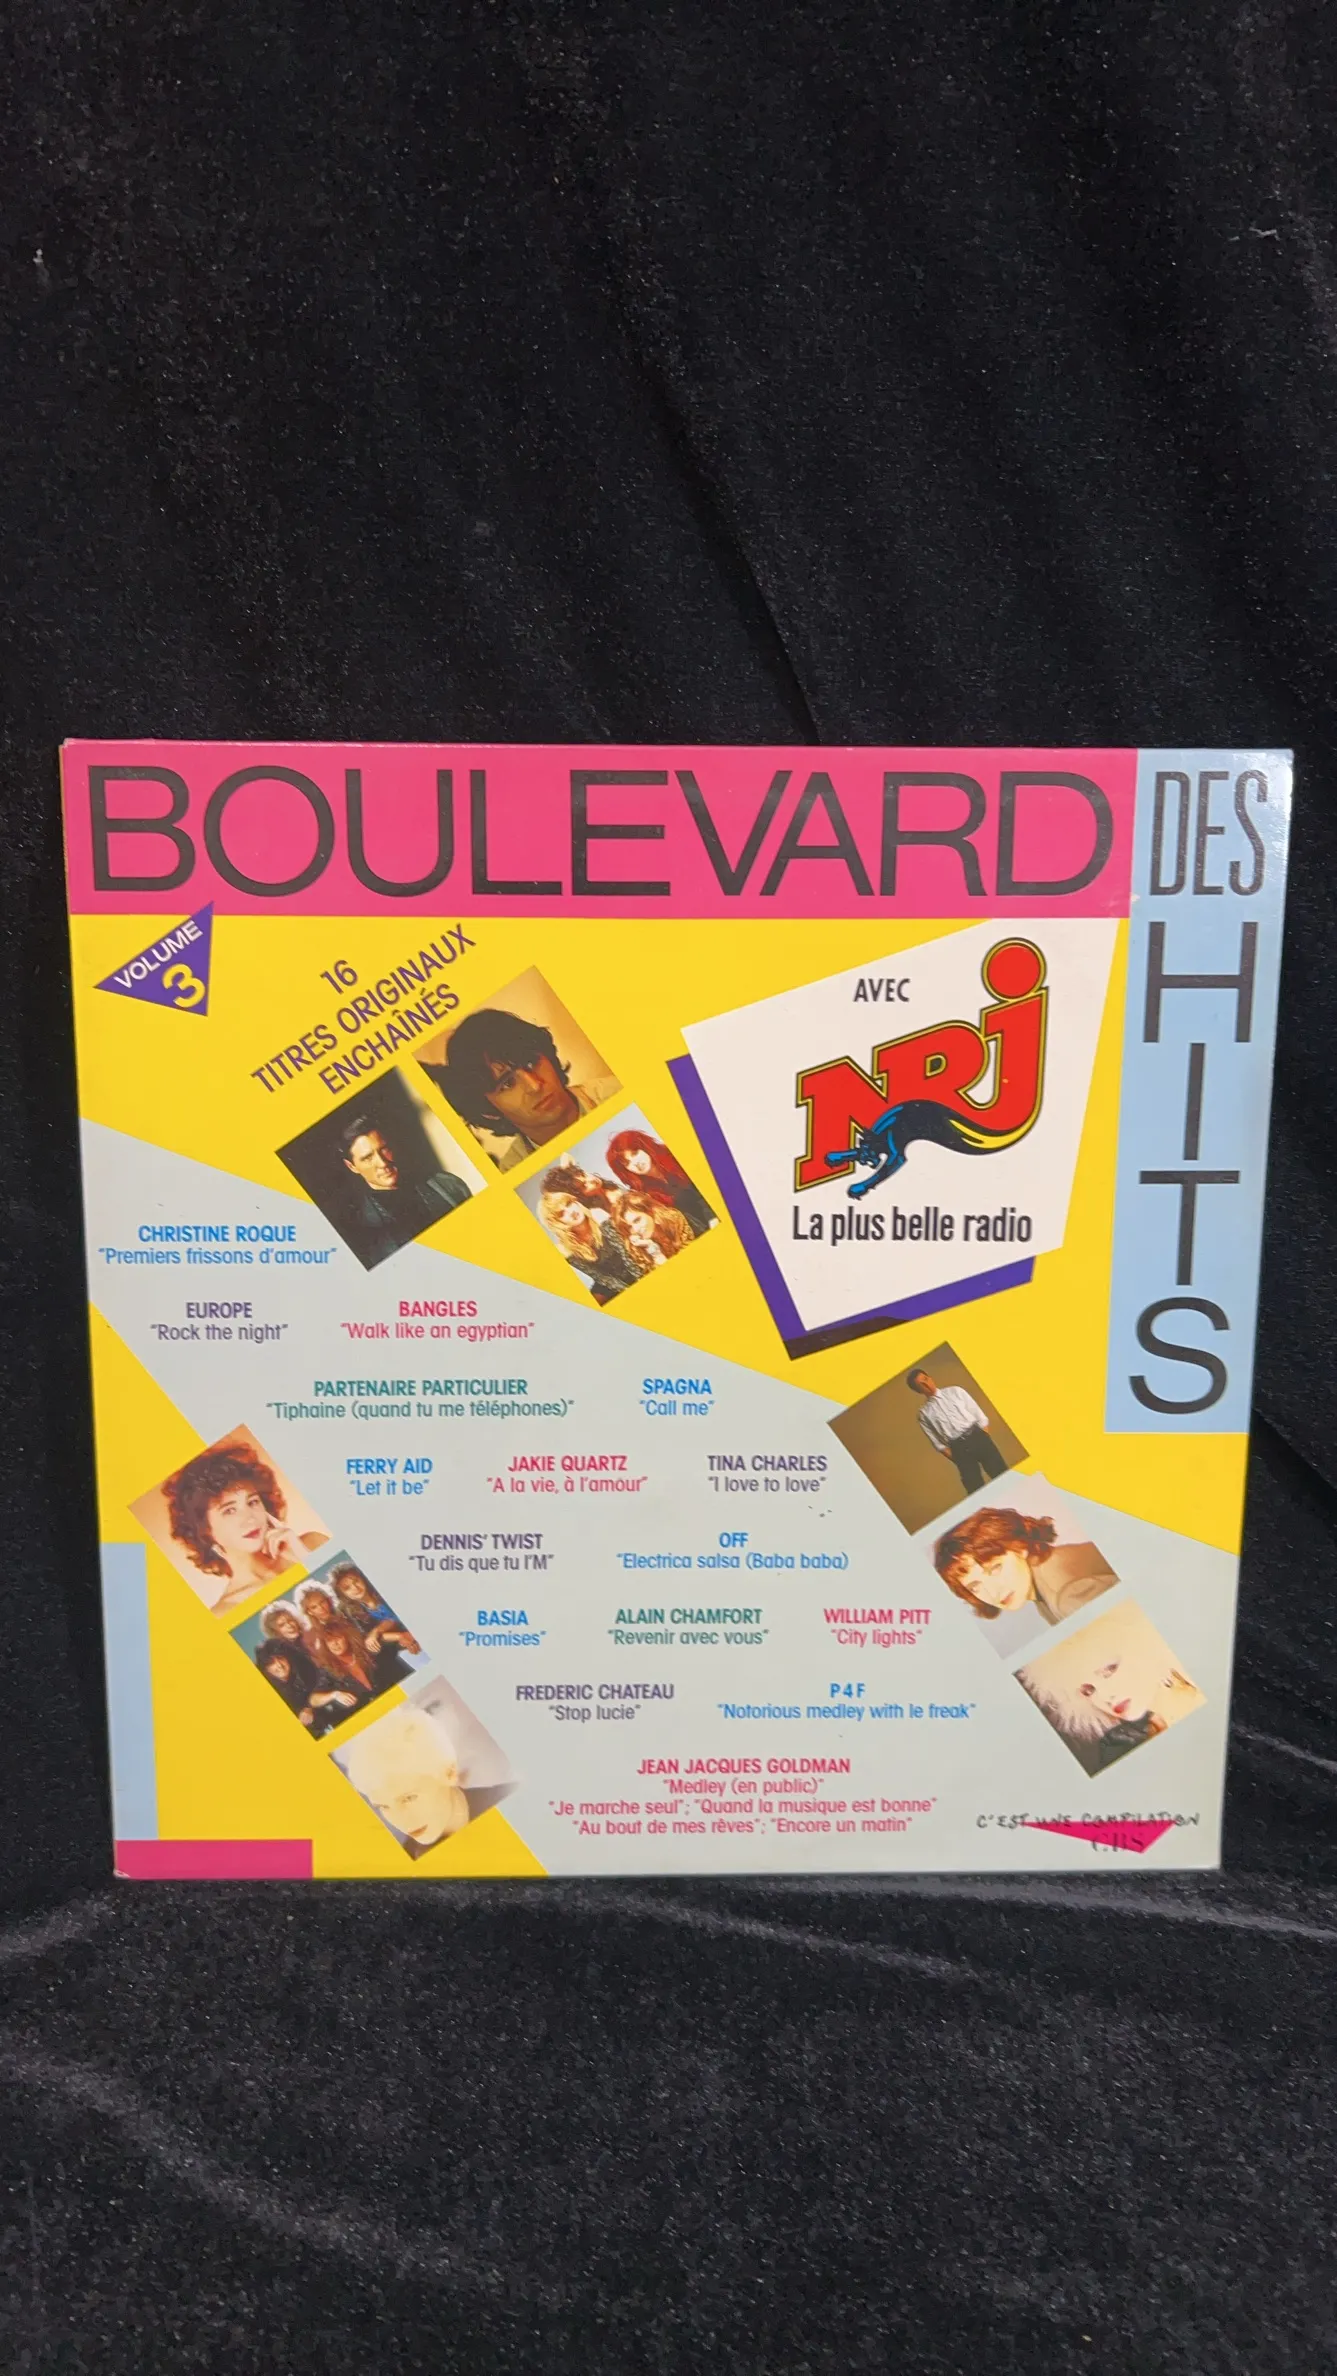 BOULEVARD
DES
HITS
VOLUME
3
16
TITRES ORIGINAUX
ENCHAÎNÉS
AVEC
NRJ
La plus belle radio
CHRISTINE ROQUE
"Premiers frissons d'amour"
EUROPE
"Rock the night"
BANGLES
"Walk like an egyptian"
PARTENAIRE PARTICULIER
"Tiphaine (quand tu me téléphones)"
SPAGNA
"Call me"
FERRY AID
"Let it be"
JAKIE QUARTZ
"A la vie, à l'amour"
TINA CHARLES
"I love to love"
DENNIS' TWIST
"Tu dis que tu l'M"
OFF
"Electrica salsa (Baba baba)
BASIA
"Promises"
ALAIN CHAMFORT
"Revenir avec vous"
WILLIAM PITT
"City lights"
FREDERIC CHATEAU
"Stop lucie"
P4F
"Notorious medley with le freak"
JEAN JACQUES GOLDMAN
"Medley (en public)"
"Je marche seul"; "Quand la musique est bonne"
"Au bout de mes rêves"; "Encore un matin"
C'EST UNE COMPILATION
CBS